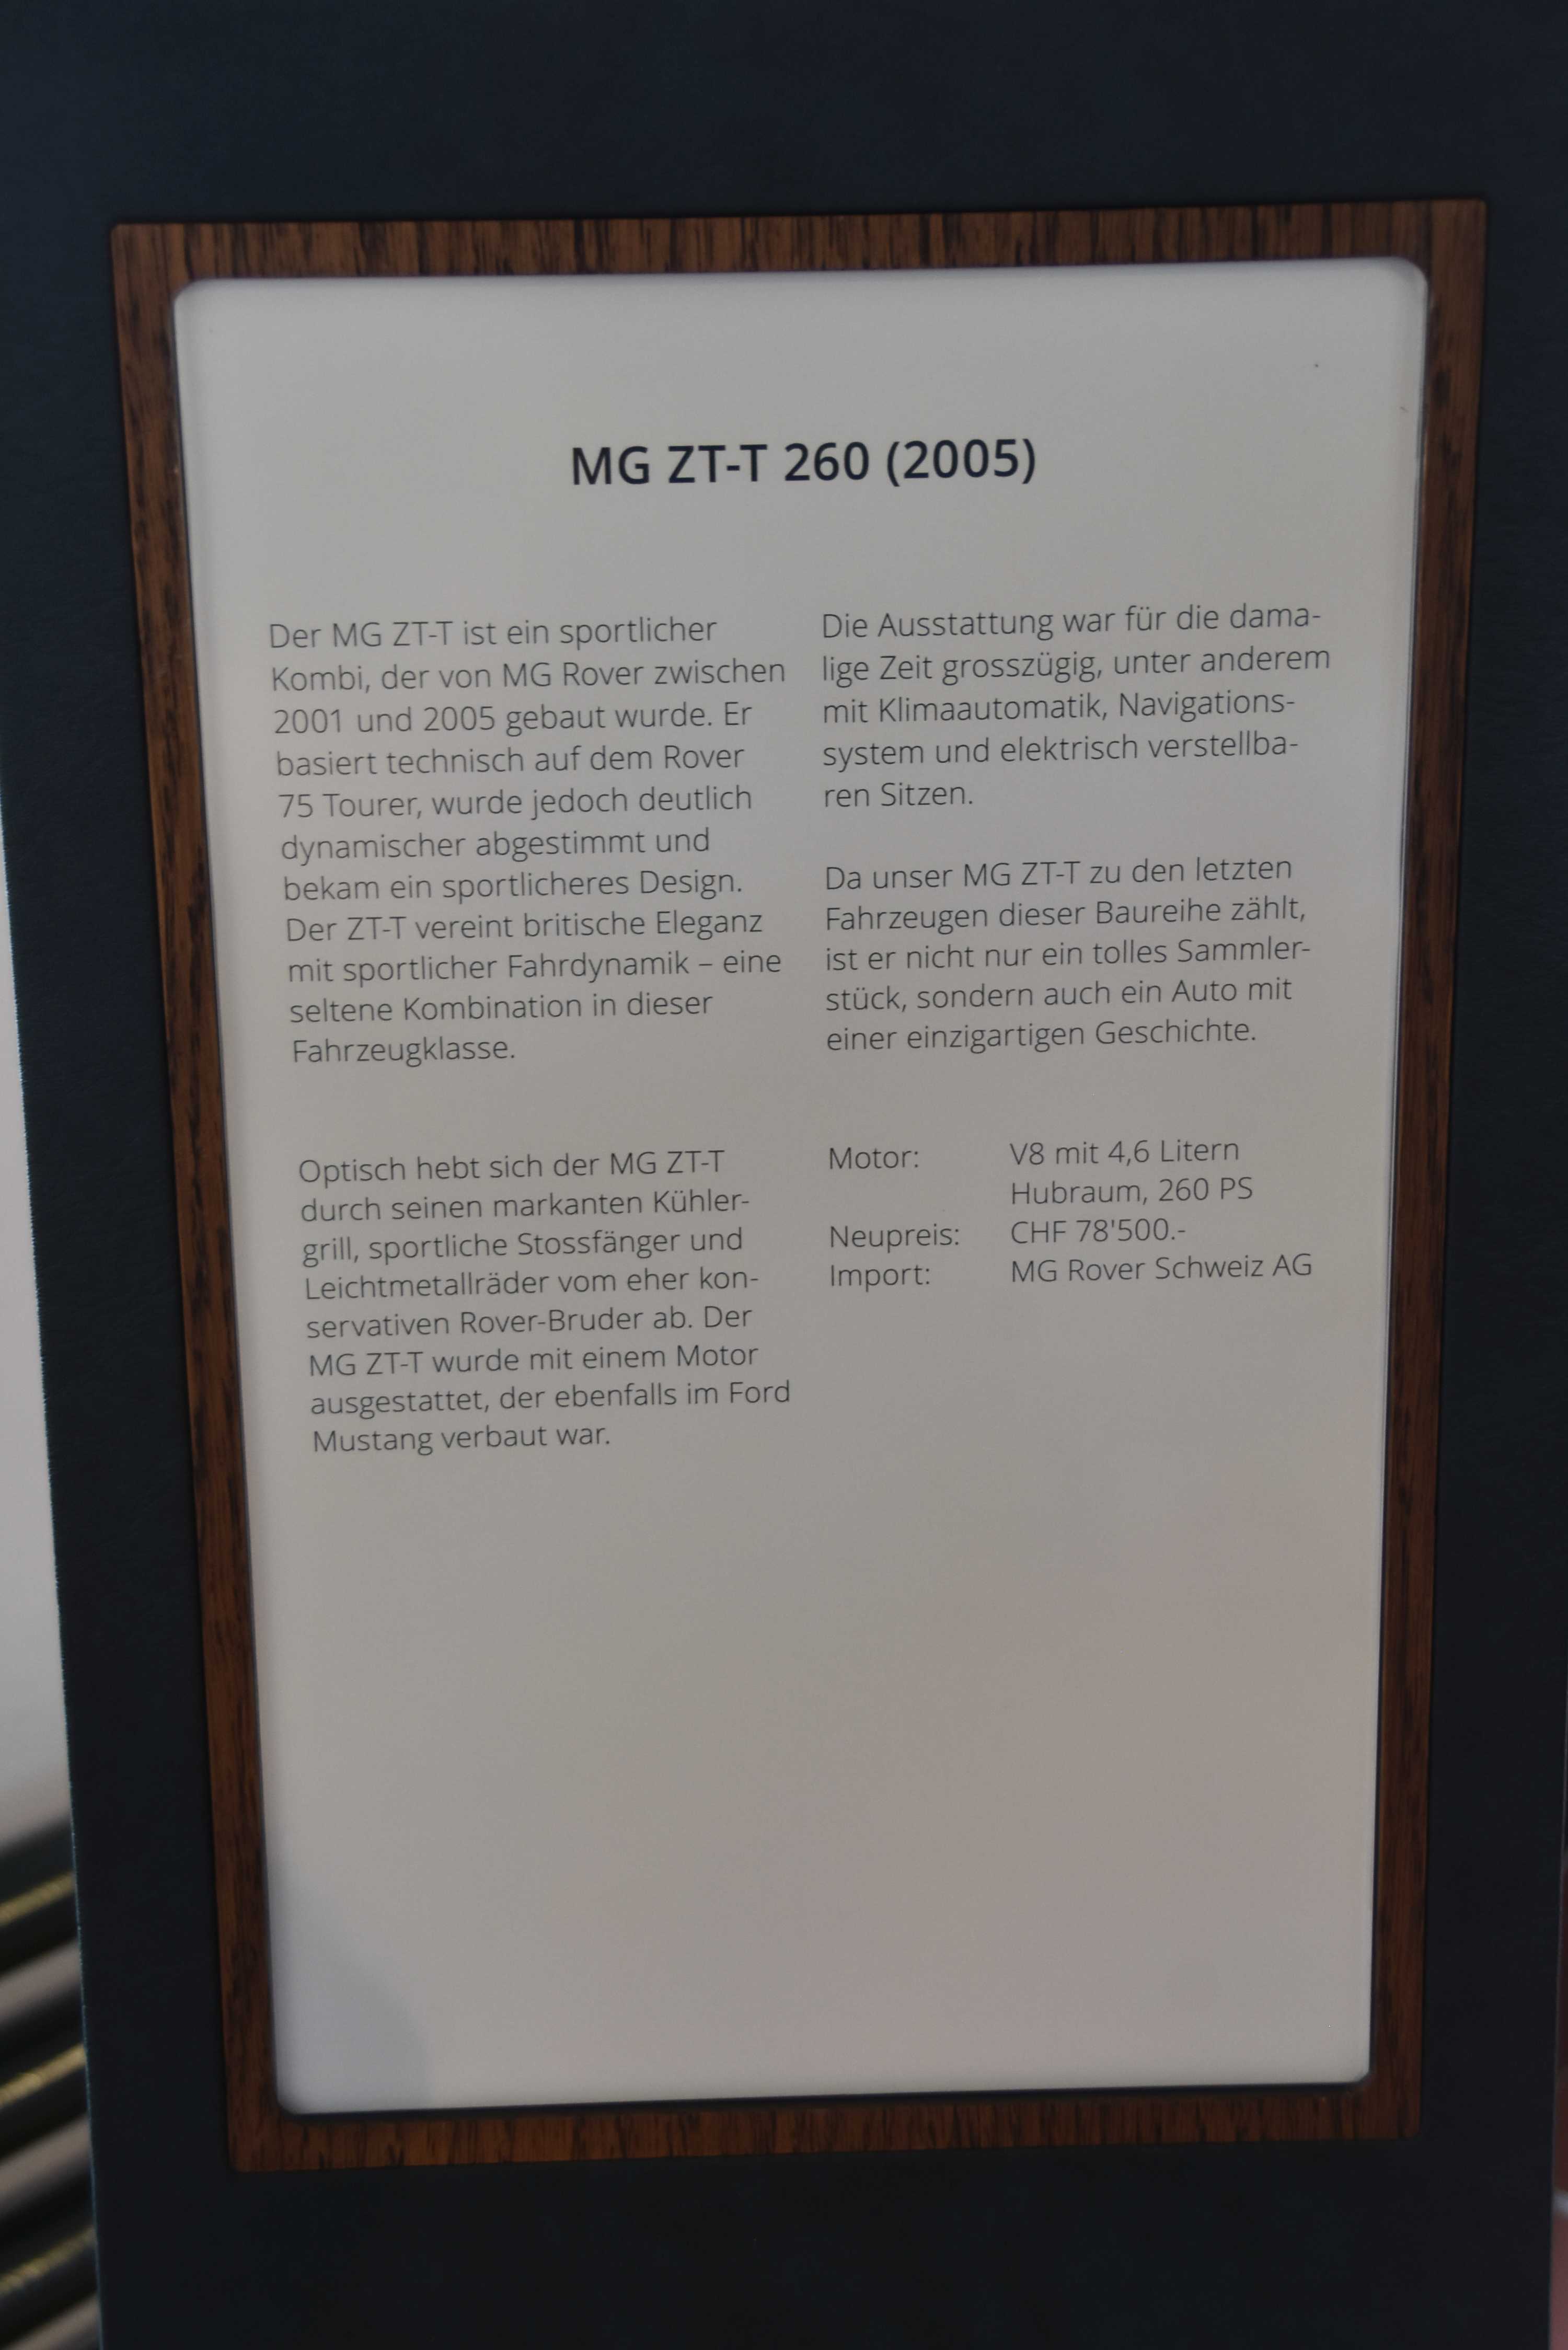 MG ZT-T 260 (2005)
Der MG ZT-T ist ein sportlicher
Kombi, der von MG Rover zwischen
2001 und 2005 gebaut wurde. Er
basiert technisch auf dem Rover
75 Tourer, wurde jedoch deutlich
dynamischer abgestimmt und
bekam ein sportlicheres Design.
Der ZT-T vereint britische Eleganz
mit sportlicher Fahrdynamik – eine
seltene Kombination in dieser
Fahrzeugklasse.
Optisch hebt sich der MG ZT-T
durch seinen markanten Kühler-
grill, sportliche Stossfänger und
Leichtmetallräder vom eher kon-
servativen Rover-Bruder ab. Der
MG ZT-T wurde mit einem Motor
ausgestattet, der ebenfalls im Ford
Mustang verbaut war.
Die Ausstattung war für die dama-
lige Zeit grosszügig, unter anderem
mit Klimaautomatik, Navigations-
system und elektrisch verstellba-
ren Sitzen.
Da unser MG ZT-T zu den letzten
Fahrzeugen dieser Baureihe zählt,
ist er nicht nur ein tolles Sammler-
stück, sondern auch ein Auto mit
einer einzigartigen Geschichte.
Motor: V8 mit 4,6 Litern
Hubraum, 260 PS
Neupreis: CHF 78'500.-
Import: MG Rover Schweiz AG